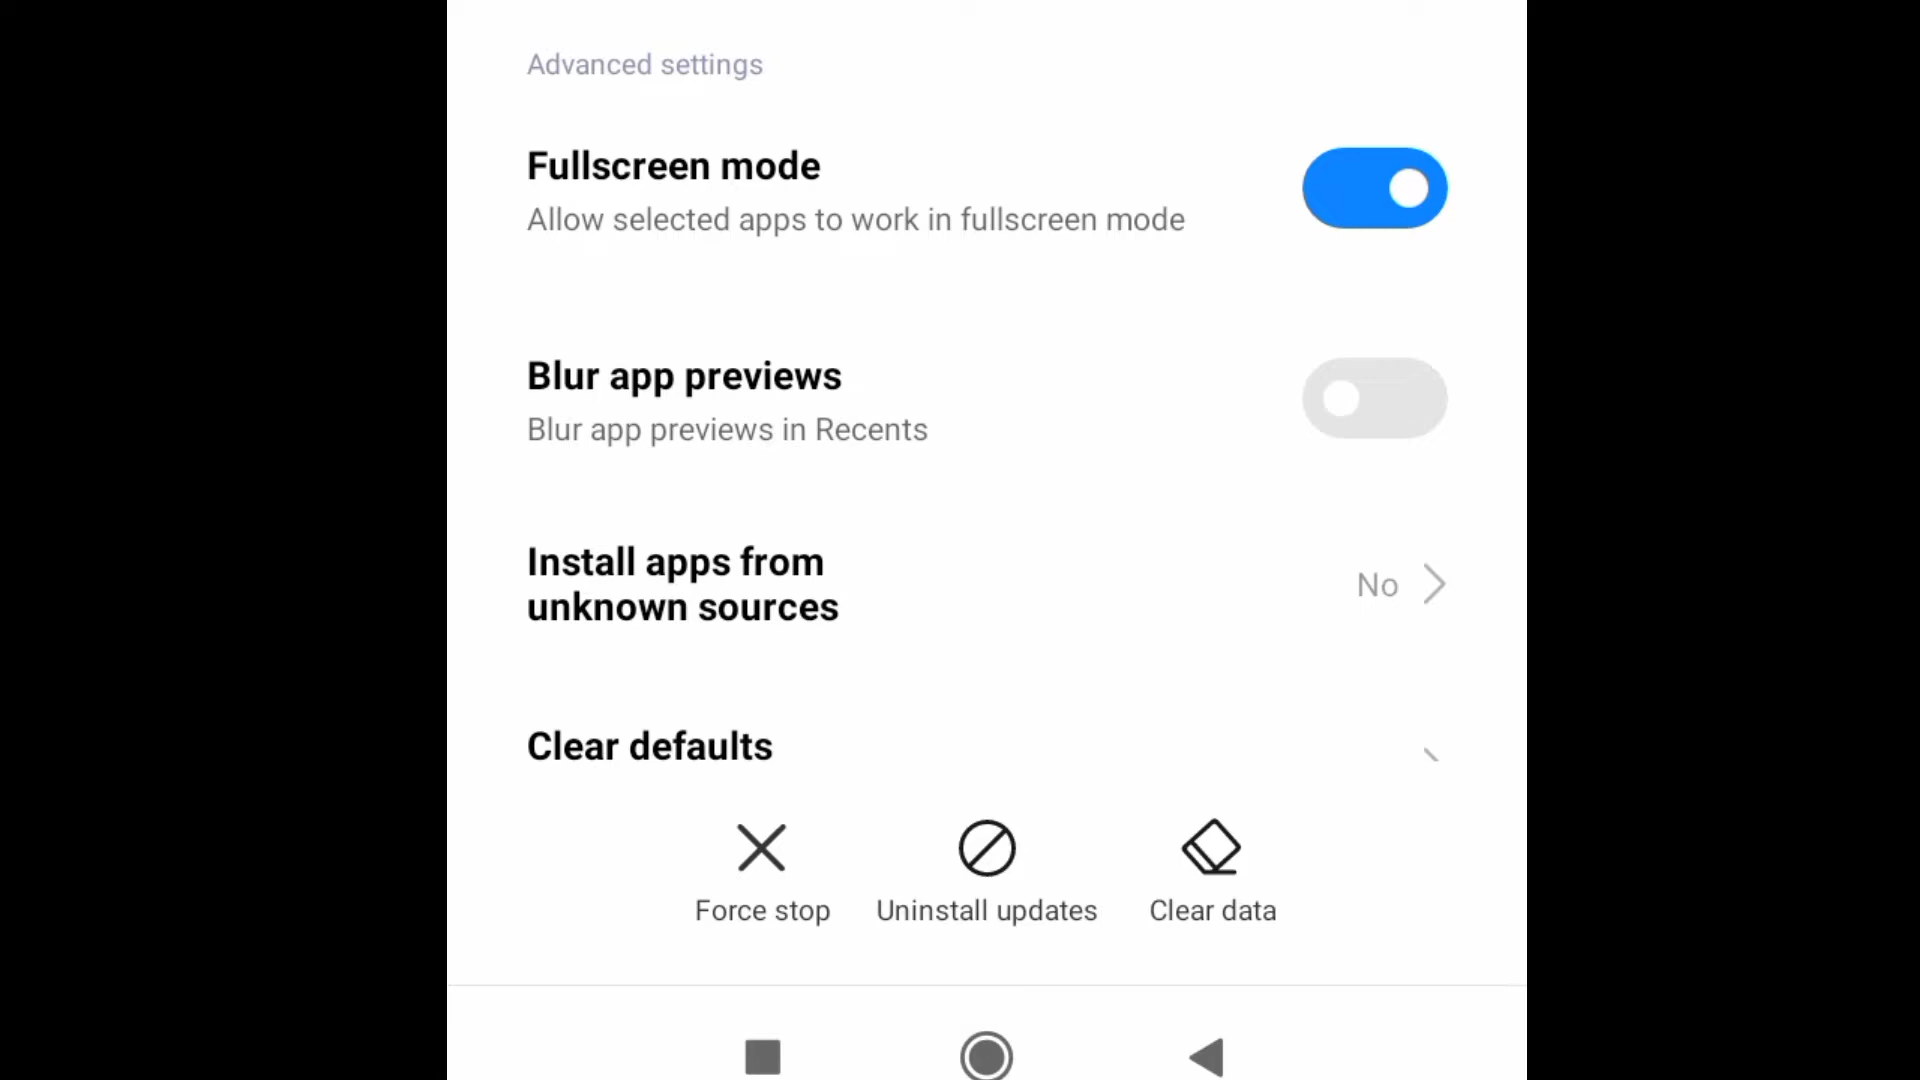 Advanced settings
Fullscreen mode
Allow selected apps to work in fullscreen mode
Blur app previews
Blur app previews in Recents
Install apps from
unknown sources
No
Clear defaults
Force stop
Uninstall updates
Clear data